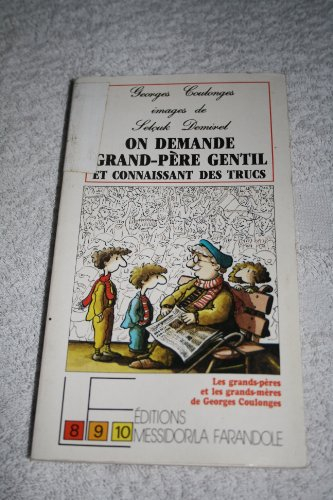 Georges Coulonges
images de
Selçuk Demirel
ON DEMANDE
GRAND-PÈRE GENTIL
ET CONNAISSANT DES TRUCS
Les grands-pères
et les grands-mères
de Georges Coulonges
LF
8 9 10
ÉDITIONS
MESSIDOR/LA FARANDOLE